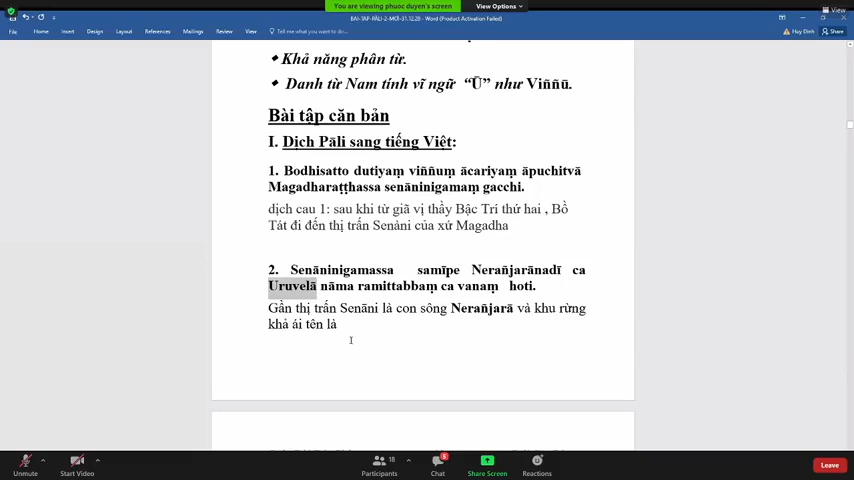 You are viewing phuoc duyen's screen
View Options
View
BAI-TAP-PĀLI-2-MOI-31.12.20 - Word (Product Activation Failed)
File Home Insert Design Layout References Mailings Review View Tell me what you want to do...
Huy Dinh Share
• Khả năng phân từ.
• Danh từ Nam tính vĩ ngữ “Ū” như Viññū.
Bài tập căn bản
I. Dịch Pāli sang tiếng Việt:
1. Bodhisatto dutiyaṃ viññuṃ ācariyaṃ āpuchitvā
Magadharaṭṭhassa senāninigamaṃ gacchi.
dịch cau 1: sau khi từ giã vị thầy Bậc Trí thứ hai , Bồ
Tát đi đến thị trấn Senàni của xứ Magadha
2. Senāninigamassa samīpe Nerañjarānadī ca
Uruvelā nāma ramittabbaṃ ca vanaṃ hoti.
Gần thị trấn Senāni là con sông Nerañjarā và khu rừng
khả ái tên là
Unmute
Start Video
18
Participants
5
Chat
Share Screen
Reactions
Leave